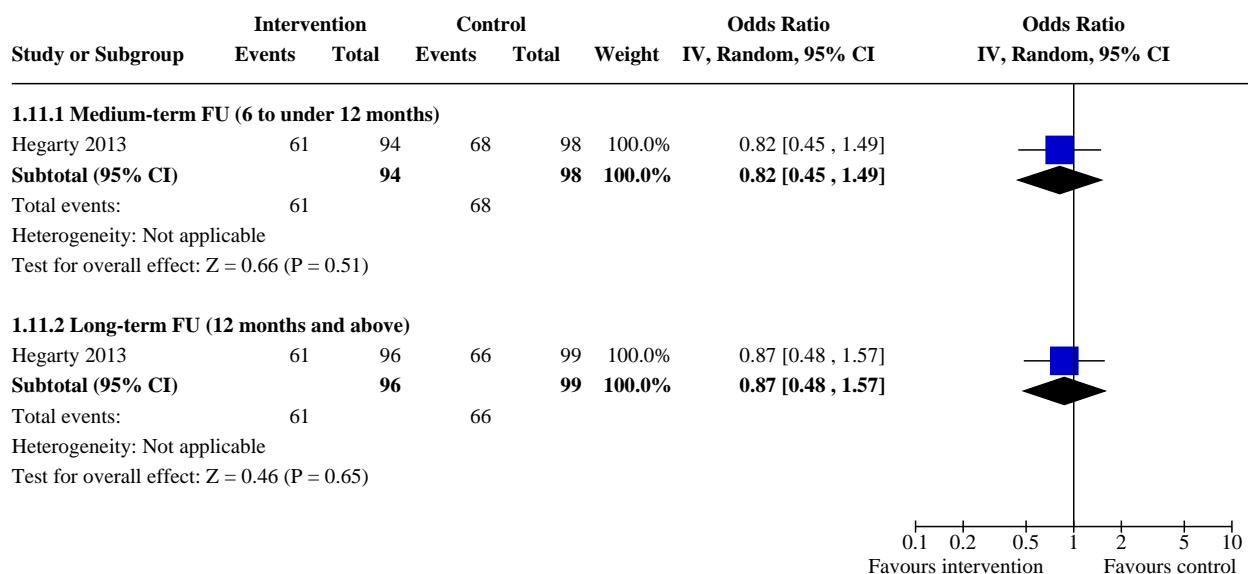 Intervention Control Odds Ratio Odds Ratio
Study or Subgroup Events Total Events Total Weight IV, Random, 95% CI IV, Random, 95% CI
1.11.1 Medium-term FU (6 to under 12 months)
Hegarty 2013 61 94 68 98 100.0% 0.82 [0.45 , 1.49]
Subtotal (95% CI) 94 98 100.0% 0.82 [0.45 , 1.49]
Total events: 61 68
Heterogeneity: Not applicable
Test for overall effect: Z = 0.66 (P = 0.51)
1.11.2 Long-term FU (12 months and above)
Hegarty 2013 61 96 66 99 100.0% 0.87 [0.48 , 1.57]
Subtotal (95% CI) 96 99 100.0% 0.87 [0.48 , 1.57]
Total events: 61 66
Heterogeneity: Not applicable
Test for overall effect: Z = 0.46 (P = 0.65)
0.1 0.2 0.5 1 2 5 10
Favours intervention Favours control